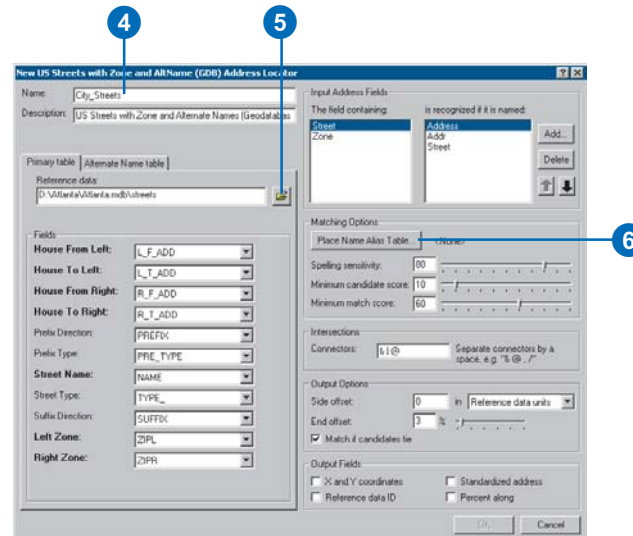 4
5
New US Streets with Zone and AltName (GDB) Address Locator
Name: City_Streets
Description: US Streets with Zone and Alternate Names (Geodatabas
Primary table
Alternate Name table
Reference data:
D:\Atlanta\Atlanta.mdb\streets
Fields
House From Left: L_F_ADD
House To Left: L_T_ADD
House From Right: R_F_ADD
House To Right: R_T_ADD
Prefix Direction: PREFIX
Prefix Type: PRE_TYPE
Street Name: NAME
Street Type: TYPE_
Suffix Direction: SUFFIX
Left Zone: ZIPL
Right Zone: ZIPR
Input Address Fields
The field containing: is recognized if it is named:
Street
Zone
Address
Addr
Street
Add...
Delete
Matching Options
Place Name Alias Table... <None>
6
Spelling sensitivity: 80
Minimum candidate score: 10
Minimum match score: 60
Intersections
Connectors: & | @
Separate connectors by a
space, e.g. "& @ , /"
Output Options
Side offset: 0 in Reference data units
End offset: 3 %
Match if candidates tie
Output Fields
X and Y coordinates
Standardized address
Reference data ID
Percent along
OK
Cancel